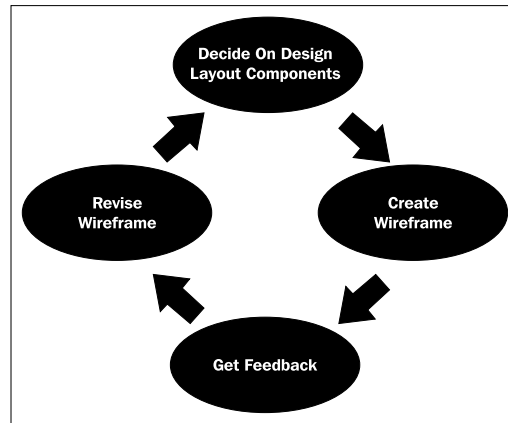 Decide On Design
Layout Components
Create
Wireframe
Get Feedback
Revise
Wireframe